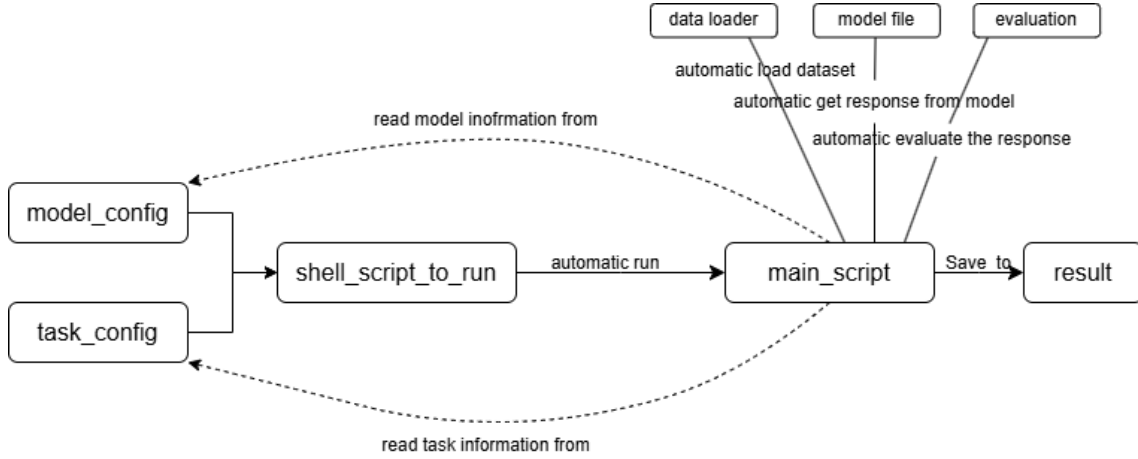 data loader
model file
evaluation
automatic load dataset
automatic get response from model
automatic evaluate the response
read model inofrmation from
model_config
shell_script_to_run
automatic run
main_script
Save to
result
task_config
read task information from